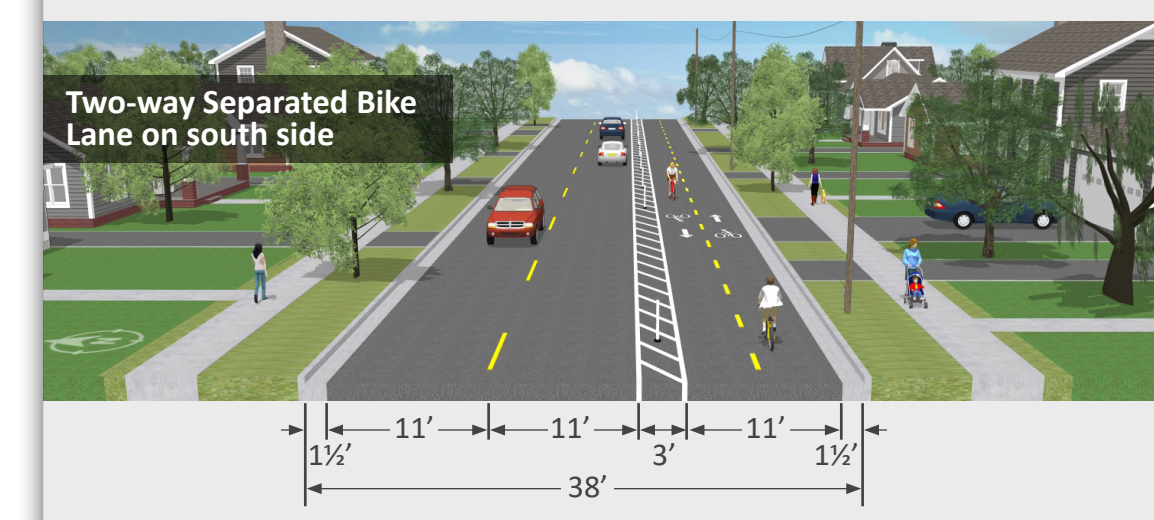 Two-way Separated Bike
Lane on south side
11’ 11’ 11’
1½’ 3’ 1½’
38’